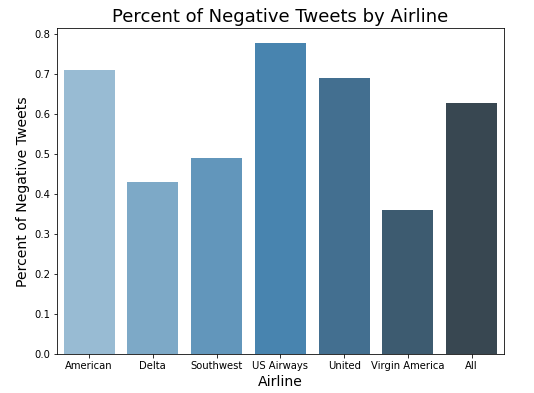 Percent of Negative Tweets by Airline
Percent of Negative Tweets
0.8
0.7
0.6
0.5
0.4
0.3
0.2
0.1
0.0
American Delta Southwest US Airways United Virgin America All
Airline